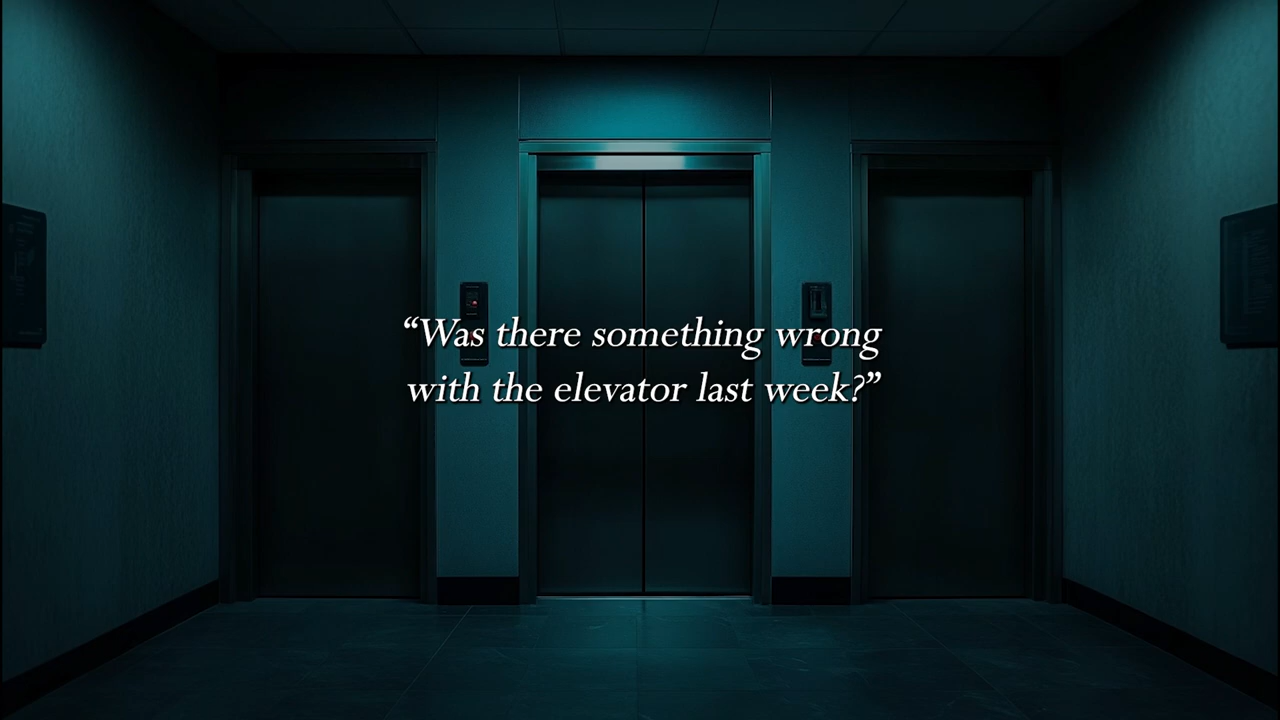 “Was there something wrong
with the elevator last week?”